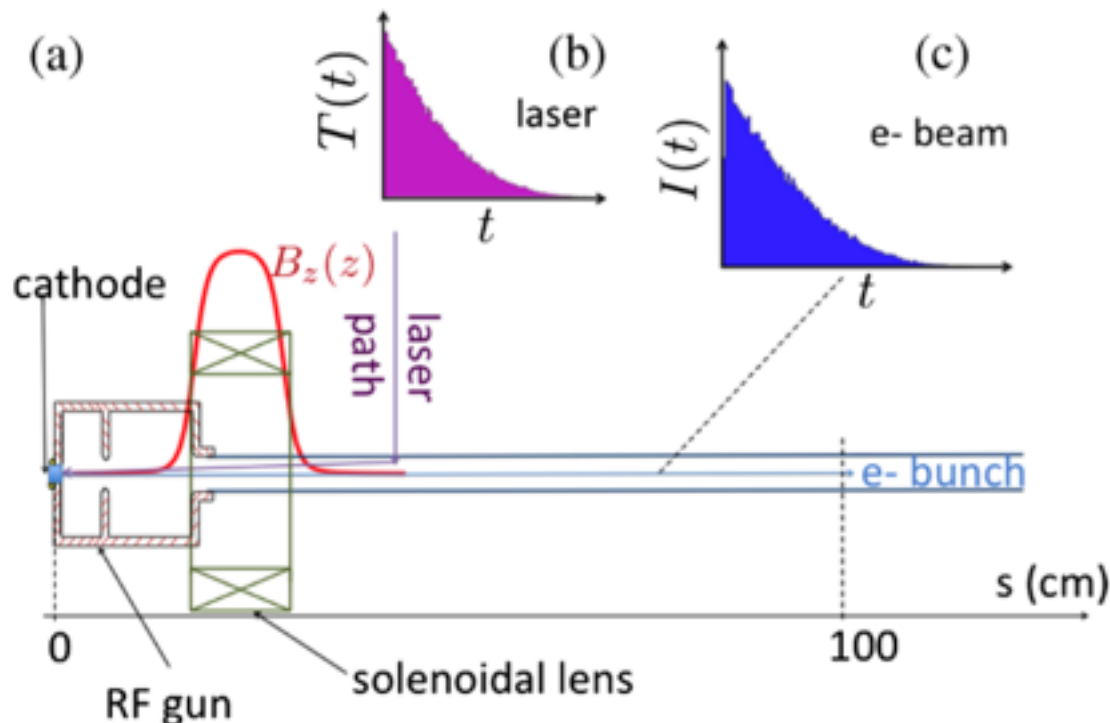 (a)
(b)
(c)
T(t)
laser
t
I(t)
e- beam
t
B_z(z)
cathode
laser
path
e- bunch
s (cm)
0
100
solenoidal lens
RF gun